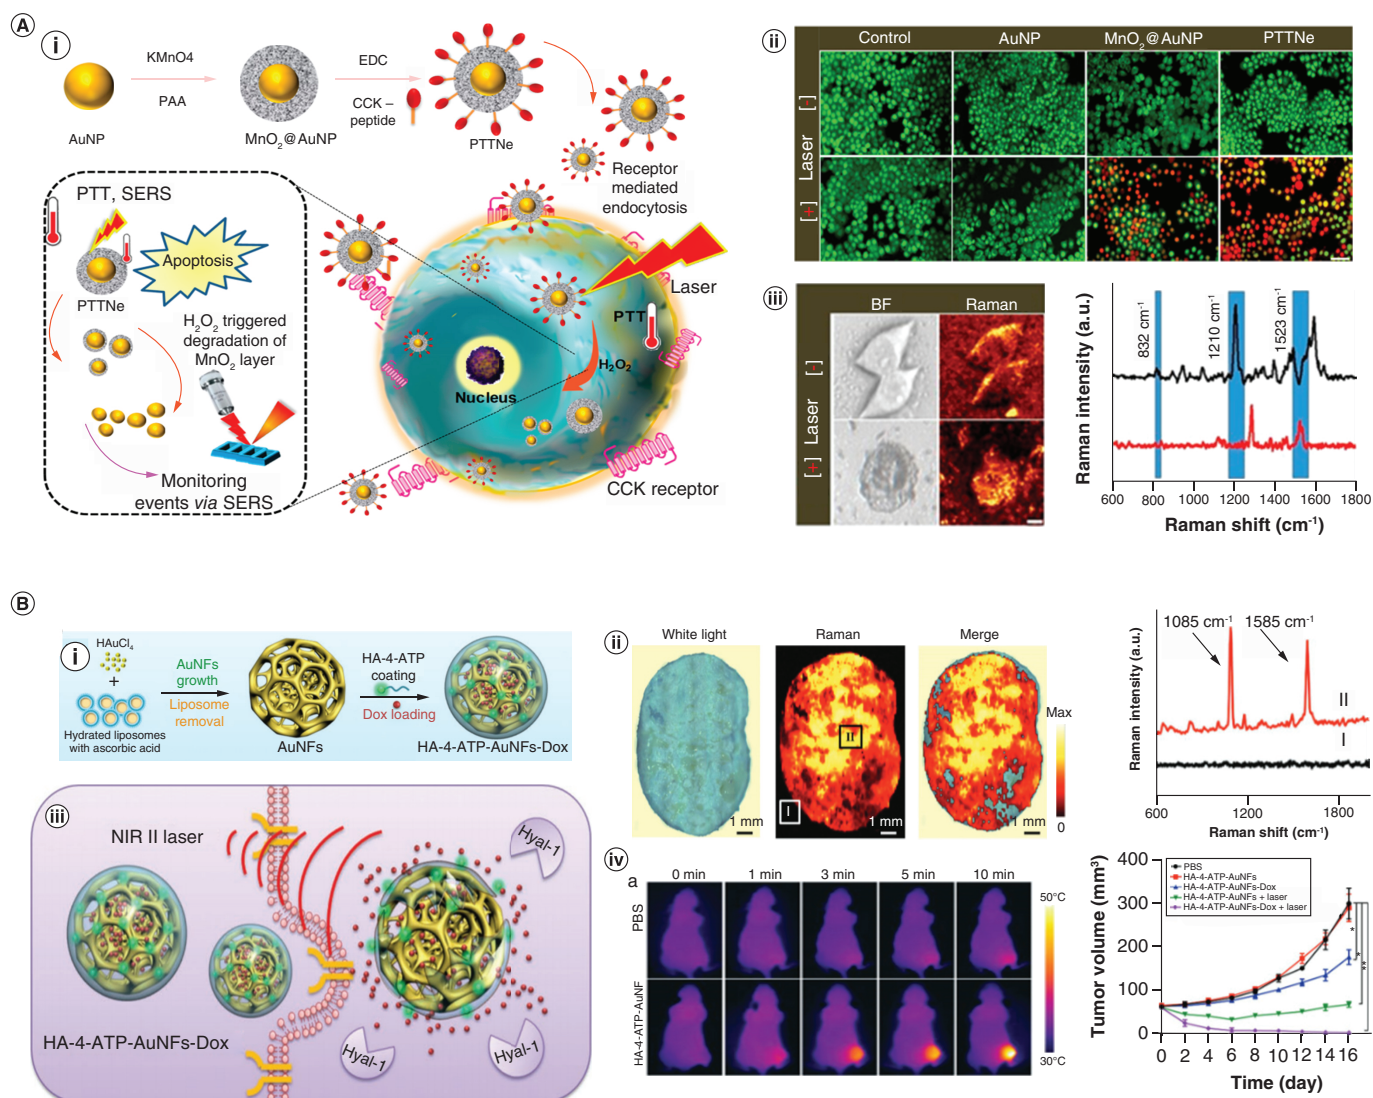 A
i
KMnO4
PAA
EDC
CCK –
peptide
AuNP
MnO2@AuNP
PTTNe
Receptor
mediated
endocytosis
PTT, SERS
Apoptosis
PTTNe
H2O2 triggered
degradation of
MnO2 layer
Monitoring
events via SERS
Laser
PTT
H2O2
Nucleus
CCK receptor
ii
Control
AuNP
MnO2@AuNP
PTTNe
Laser
[-]
[+]
iii
BF
Raman
Laser
[-]
[+]
832 cm-1
1210 cm-1
1523 cm-1
Raman intensity (a.u.)
600 800 1000 1200 1400 1600 1800
Raman shift (cm-1)
B
i
HAuCl4
+
Hydrated liposomes
with ascorbic acid
AuNFs
growth
Liposome
removal
AuNFs
HA-4-ATP
coating
Dox loading
HA-4-ATP-AuNFs-Dox
ii
White light
Raman
Merge
II
I
1 mm
1 mm
1 mm
Max
0
1085 cm-1
1585 cm-1
II
I
Raman intensity (a.u.)
600 1200 1800
Raman shift (cm-1)
iii
NIR II laser
Hyal-1
Hyal-1
Hyal-1
HA-4-ATP-AuNFs-Dox
iv
a
0 min
1 min
3 min
5 min
10 min
PBS
HA-4-ATP-AuNF
50°C
30°C
PBS
HA-4-ATP-AuNFs
HA-4-ATP-AuNFs-Dox
HA-4-ATP-AuNFs + laser
HA-4-ATP-AuNFs-Dox + laser
*
*
**
Tumor volume (mm3)
400
300
200
100
0
0 2 4 6 8 10 12 14 16
Time (day)